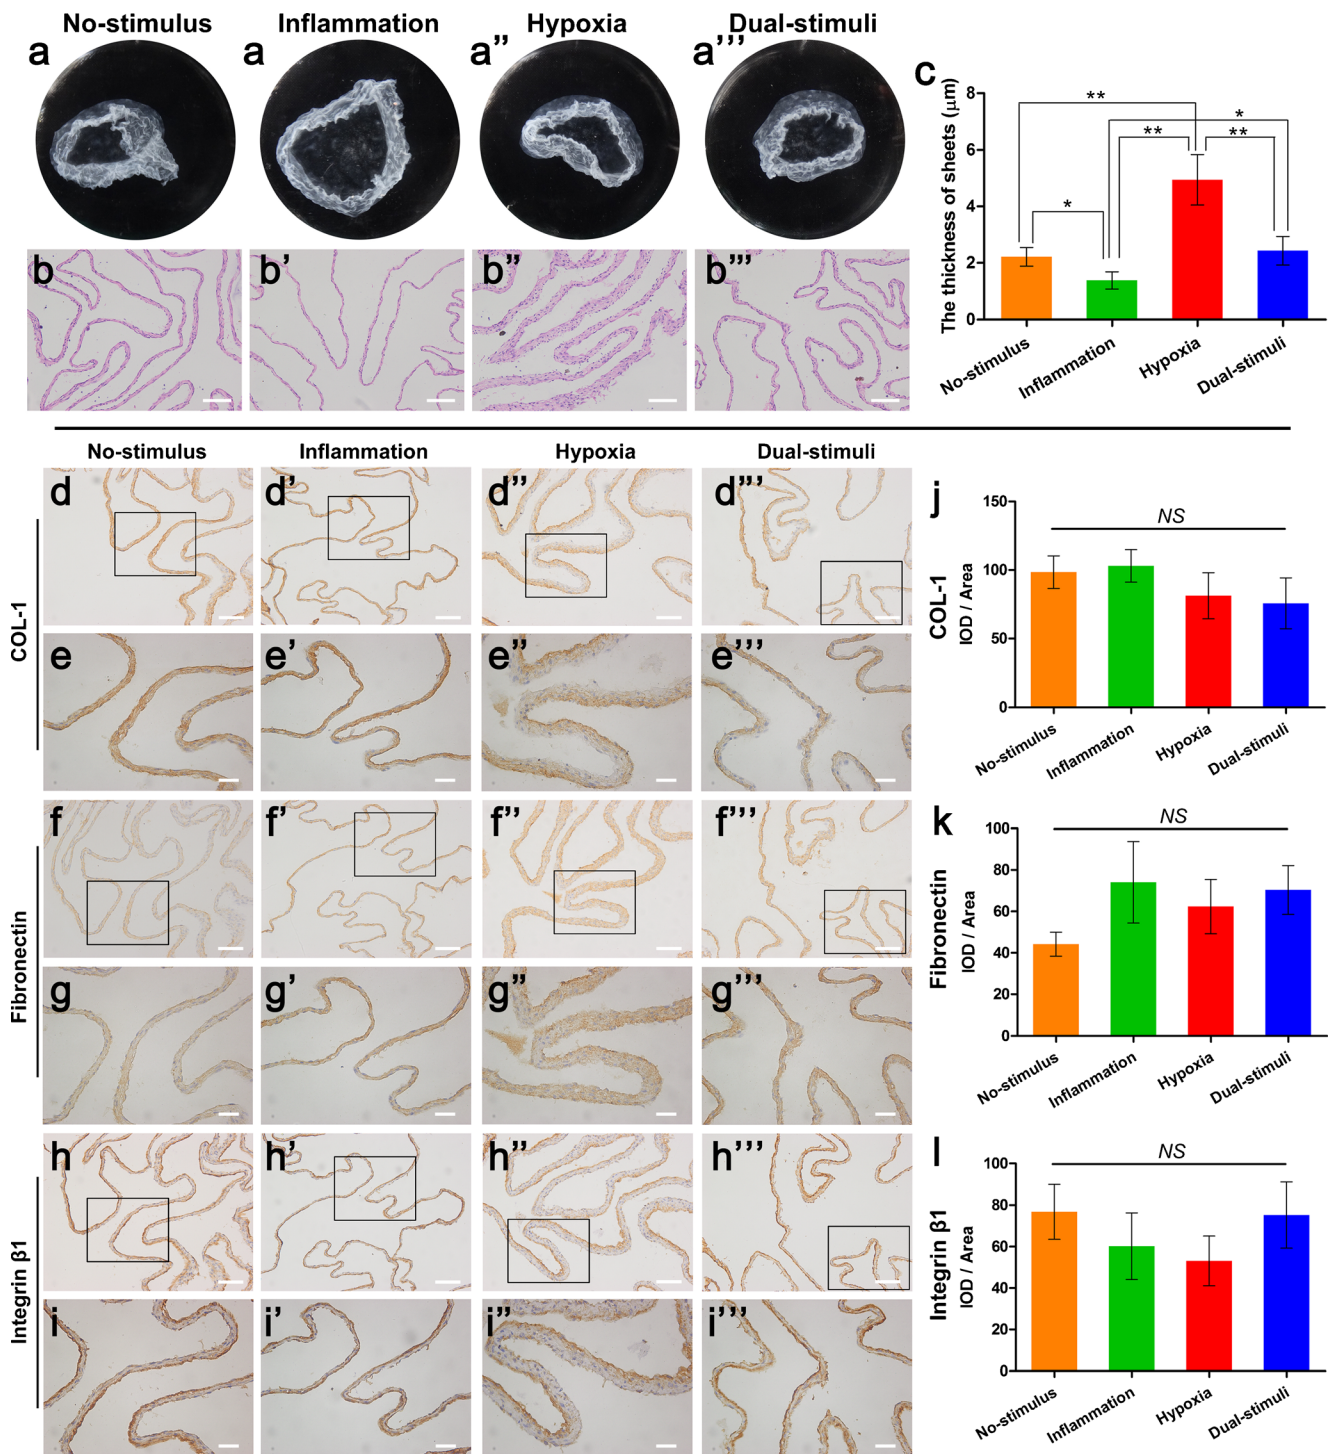 No-stimulus Inflammation Hypoxia Dual-stimuli
a a a’’ a’’’
b b’ b’’ b’’’
c
The thickness of sheets (μm)
8
6
4
2
0
** * ** ** *
No-stimulus Inflammation Hypoxia Dual-stimuli
No-stimulus Inflammation Hypoxia Dual-stimuli
COL-1
d d’ d’’ d’’’
e e’ e’’ e’’’
Fibronectin
f f’ f’’ f’’’
g g’ g’’ g’’’
Integrin β1
h h’ h’’ h’’’
i i’ i’’ i’’’
j
COL-1
IOD / Area
150
100
50
0
NS
No-stimulus Inflammation Hypoxia Dual-stimuli
k
Fibronectin
IOD / Area
100
80
60
40
20
0
NS
No-stimulus Inflammation Hypoxia Dual-stimuli
l
Integrin β1
IOD / Area
100
80
60
40
20
0
NS
No-stimulus Inflammation Hypoxia Dual-stimuli